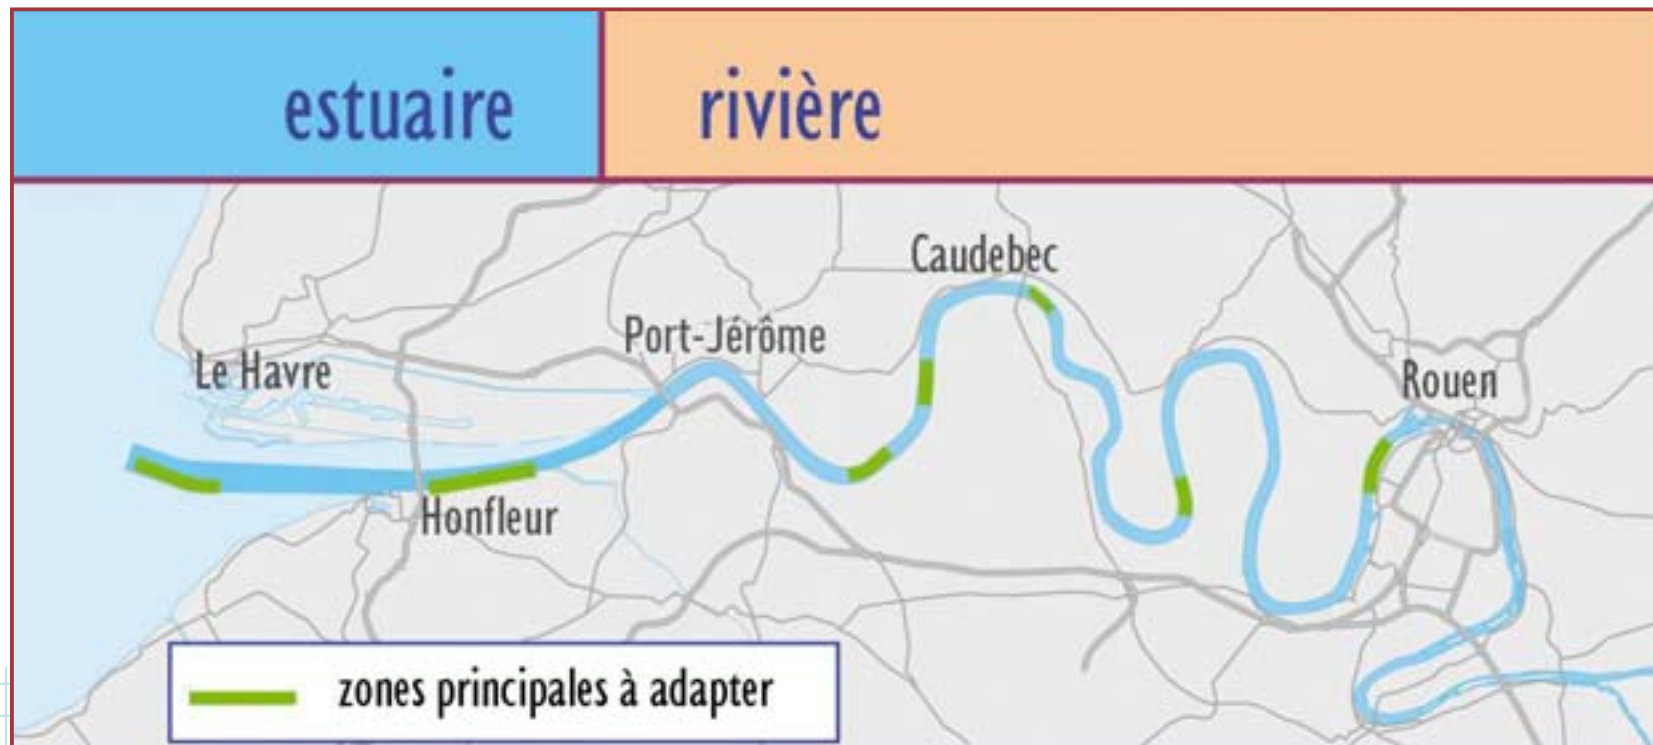 estuaire
rivière
Caudebec
Port-Jérôme
Le Havre
Rouen
Honfleur
zones principales à adapter